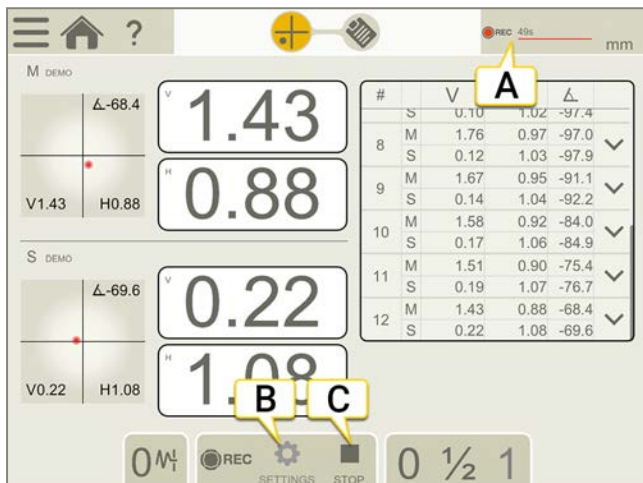 ?
REC 49s
mm
A
M DEMO
∡-68.4
V1.43 H0.88
V 1.43
H 0.88
S DEMO
∡-69.6
V0.22 H1.08
V 0.22
H 1.08
# V ∡
S 0.10 1.02 -97.4
8 M 1.76 0.97 -97.0
S 0.12 1.03 -97.9
9 M 1.67 0.95 -91.1
S 0.14 1.04 -92.2
10 M 1.58 0.92 -84.0
S 0.17 1.06 -84.9
11 M 1.51 0.90 -75.4
S 0.19 1.07 -76.7
12 M 1.43 0.88 -68.4
S 0.22 1.08 -69.6
B C
0
REC
SETTINGS
STOP
0 ½ 1